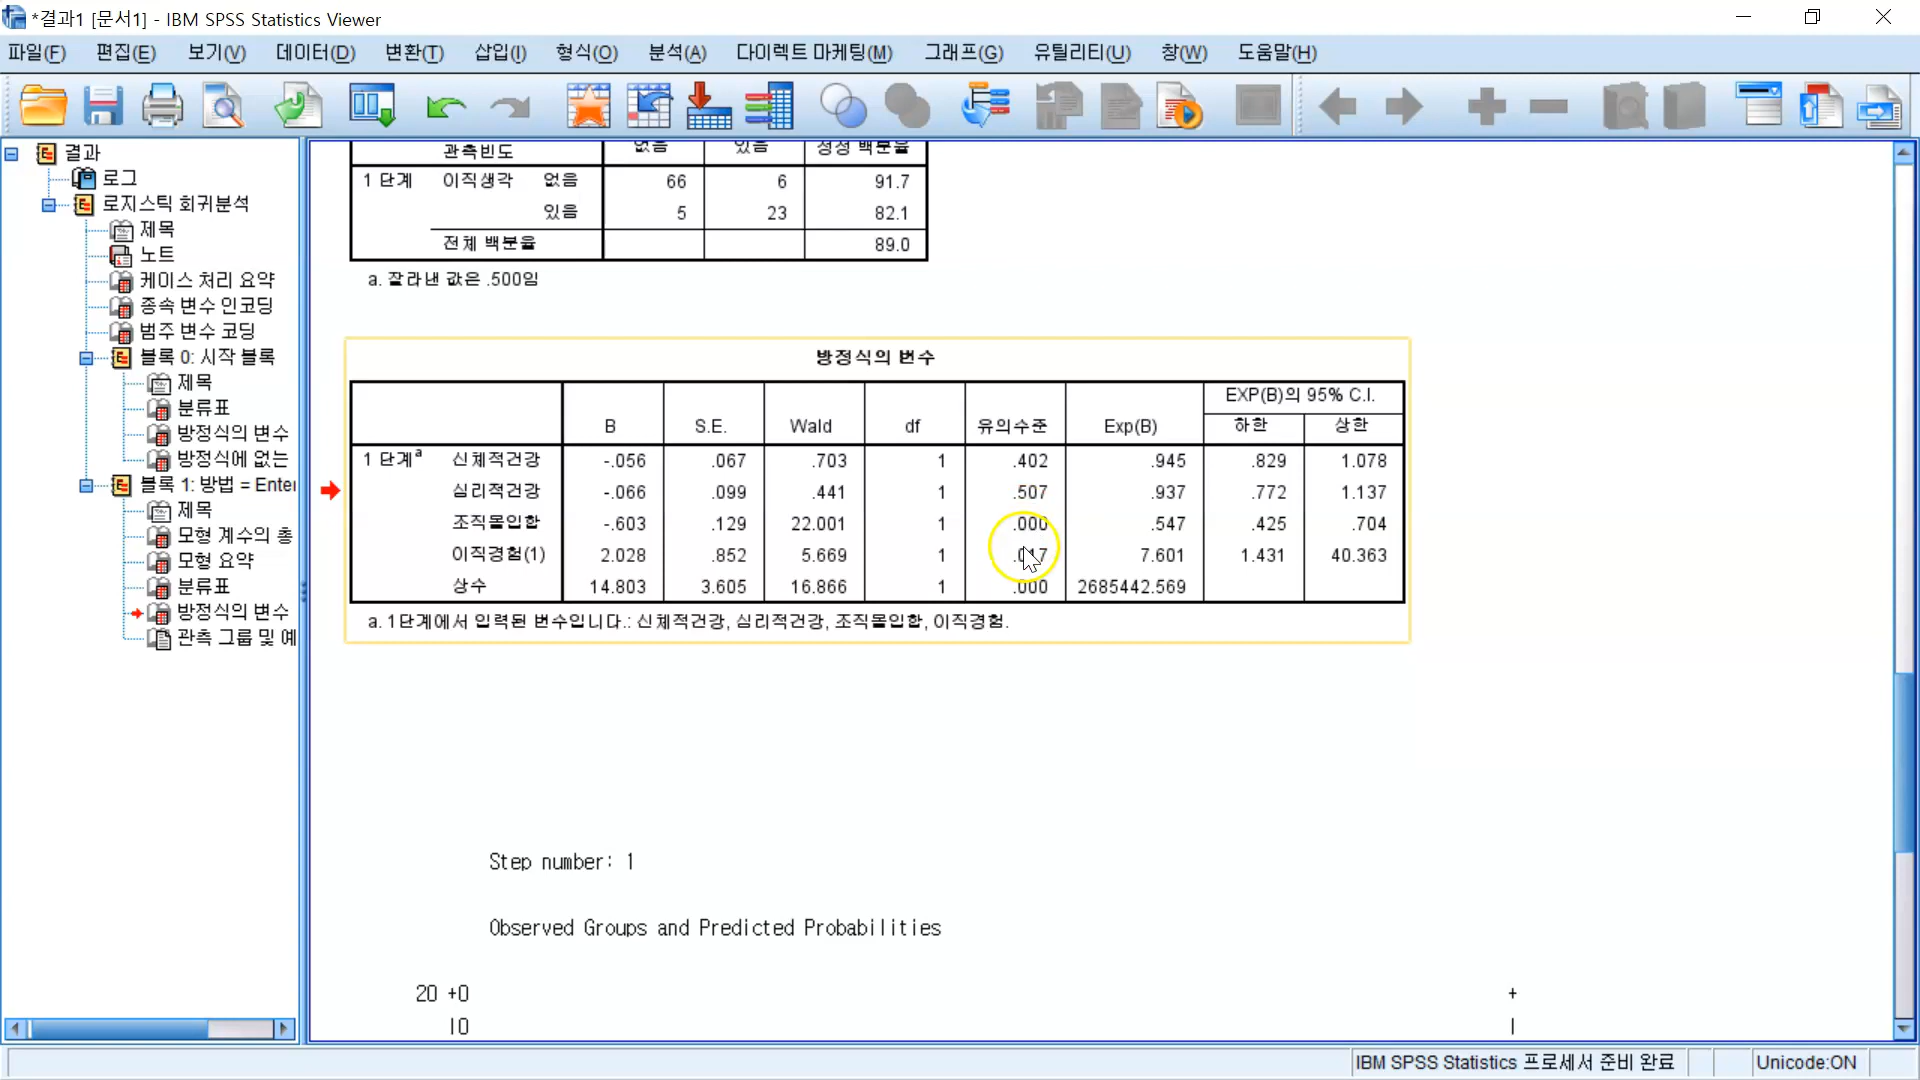 *결과1 [문서1] - IBM SPSS Statistics Viewer
파일(F) 편집(E) 보기(V) 데이터(D) 변환(T) 삽입(I) 형식(O) 분석(A) 다이렉트 마케팅(M) 그래프(G) 유틸리티(U) 창(W) 도움말(H)
결과
로그
로지스틱 회귀분석
제목
노트
케이스 처리 요약
종속 변수 인코딩
범주 변수 코딩
블록 0: 시작 블록
제목
분류표
방정식의 변수
방정식에 없는
블록 1: 방법 = Enter
제목
모형 계수의 총
모형 요약
분류표
방정식의 변수
관측 그룹 및 예
관측빈도 없음 있음 정정 백분율
1 단계 이직생각 없음 66 6 91.7
있음 5 23 82.1
전체 백분율 89.0
a. 잘라낸 값은 .500임
방정식의 변수
EXP(B)의 95% C.I.
B S.E. Wald df 유의수준 Exp(B) 하한 상한
1 단계a 신체적건강 -.056 .067 .703 1 .402 .945 .829 1.078
심리적건강 -.066 .099 .441 1 .507 .937 .772 1.137
조직몰입합 -.603 .129 22.001 1 .000 .547 .425 .704
이직경험(1) 2.028 .852 5.669 1 .017 7.601 1.431 40.363
상수 14.803 3.605 16.866 1 .000 2685442.569
a. 1단계에서 입력된 변수입니다.: 신체적건강, 심리적건강, 조직몰입합, 이직경험.
Step number: 1
Observed Groups and Predicted Probabilities
20 +0 +
|0 |
IBM SPSS Statistics 프로세서 준비 완료 Unicode:ON